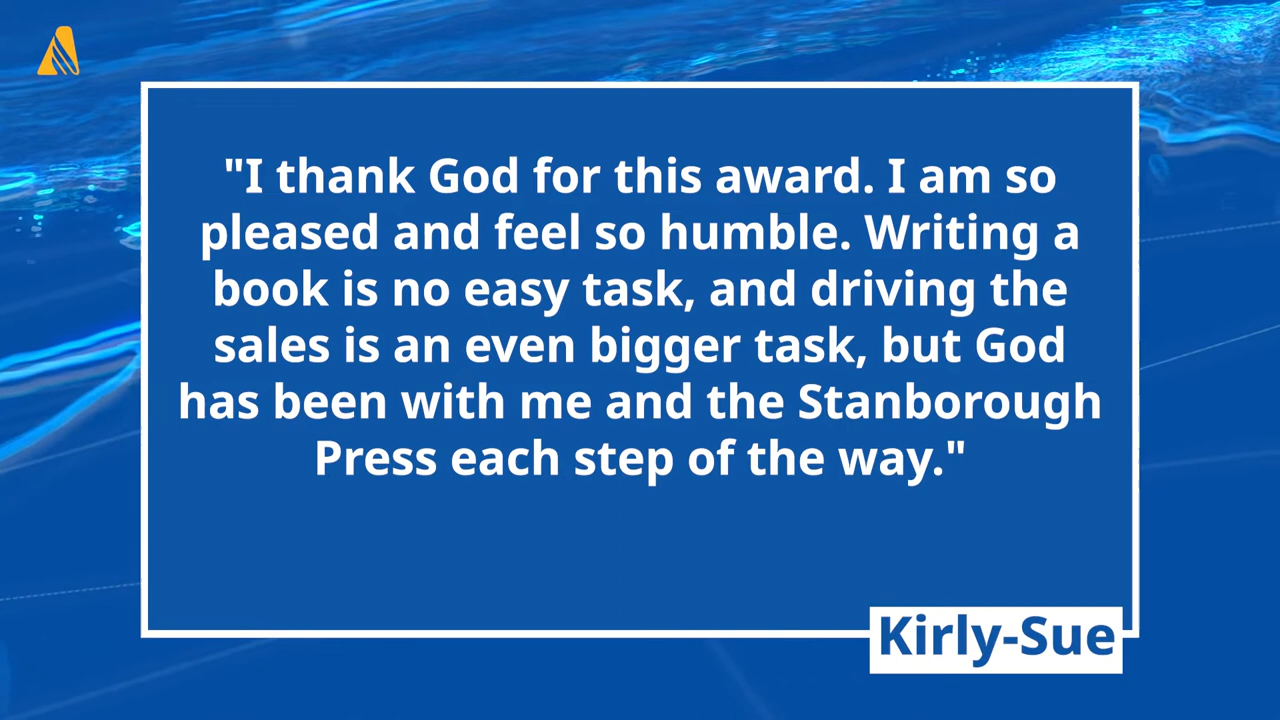 "I thank God for this award. I am so
pleased and feel so humble. Writing a
book is no easy task, and driving the
sales is an even bigger task, but God
has been with me and the Stanborough
Press each step of the way."
Kirly-Sue